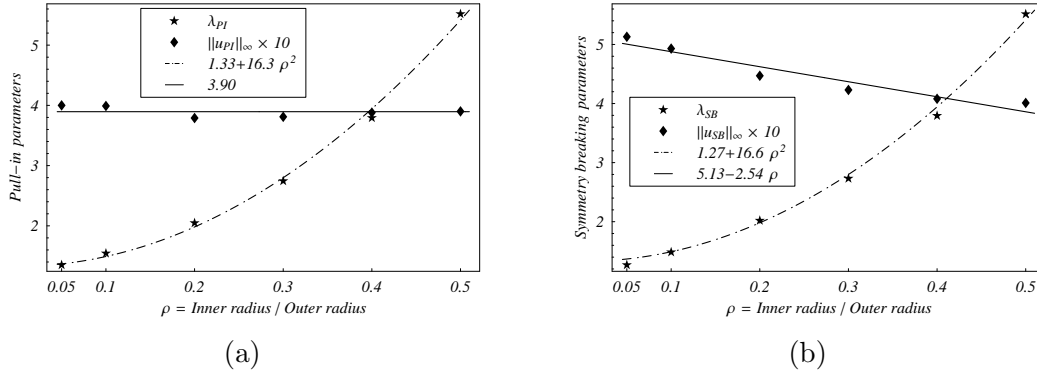 λ_PI
||u_PI||_∞ × 10
1.33+16.3 ρ²
3.90
Pull−in parameters
5
4
3
2
0.05 0.1 0.2 0.3 0.4 0.5
ρ = Inner radius / Outer radius
(a)
λ_SB
||u_SB||_∞ × 10
1.27+16.6 ρ²
5.13−2.54 ρ
Symmetry breaking parameters
5
4
3
2
0.05 0.1 0.2 0.3 0.4 0.5
ρ = Inner radius / Outer radius
(b)